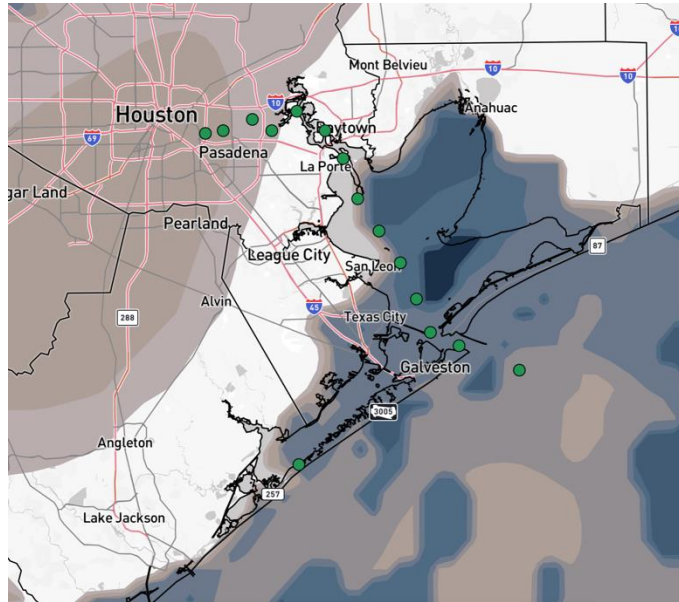 10
Mont Belvieu
10
10
Houston
10
Anahuac
69
Baytown
Pasadena
La Porte
gar Land
Pearland
87
League City
San Leon
Alvin
45
288
Texas City
Galveston
3005
Angleton
257
Lake Jackson